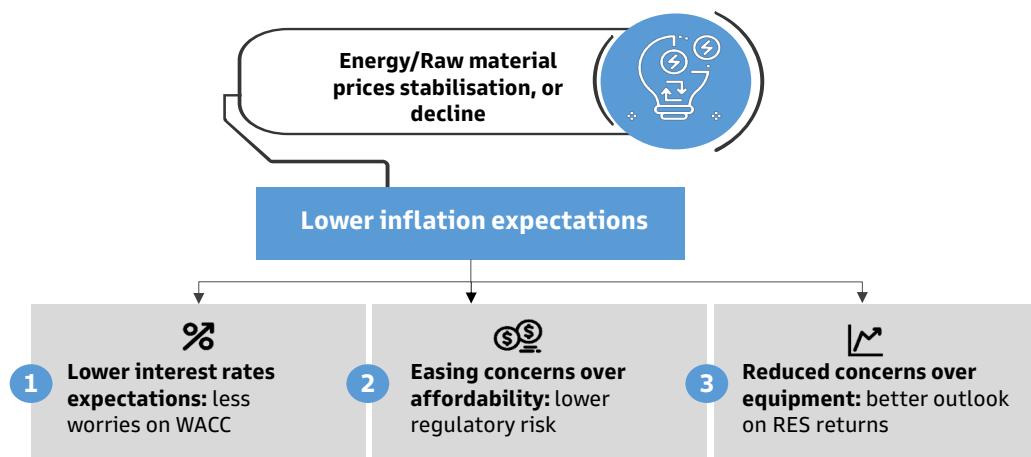 Energy/Raw material
prices stabilisation, or
decline
Lower inflation expectations
1
Lower interest rates
expectations: less
worries on WACC
2
Easing concerns over
affordability: lower
regulatory risk
3
Reduced concerns over
equipment: better outlook
on RES returns